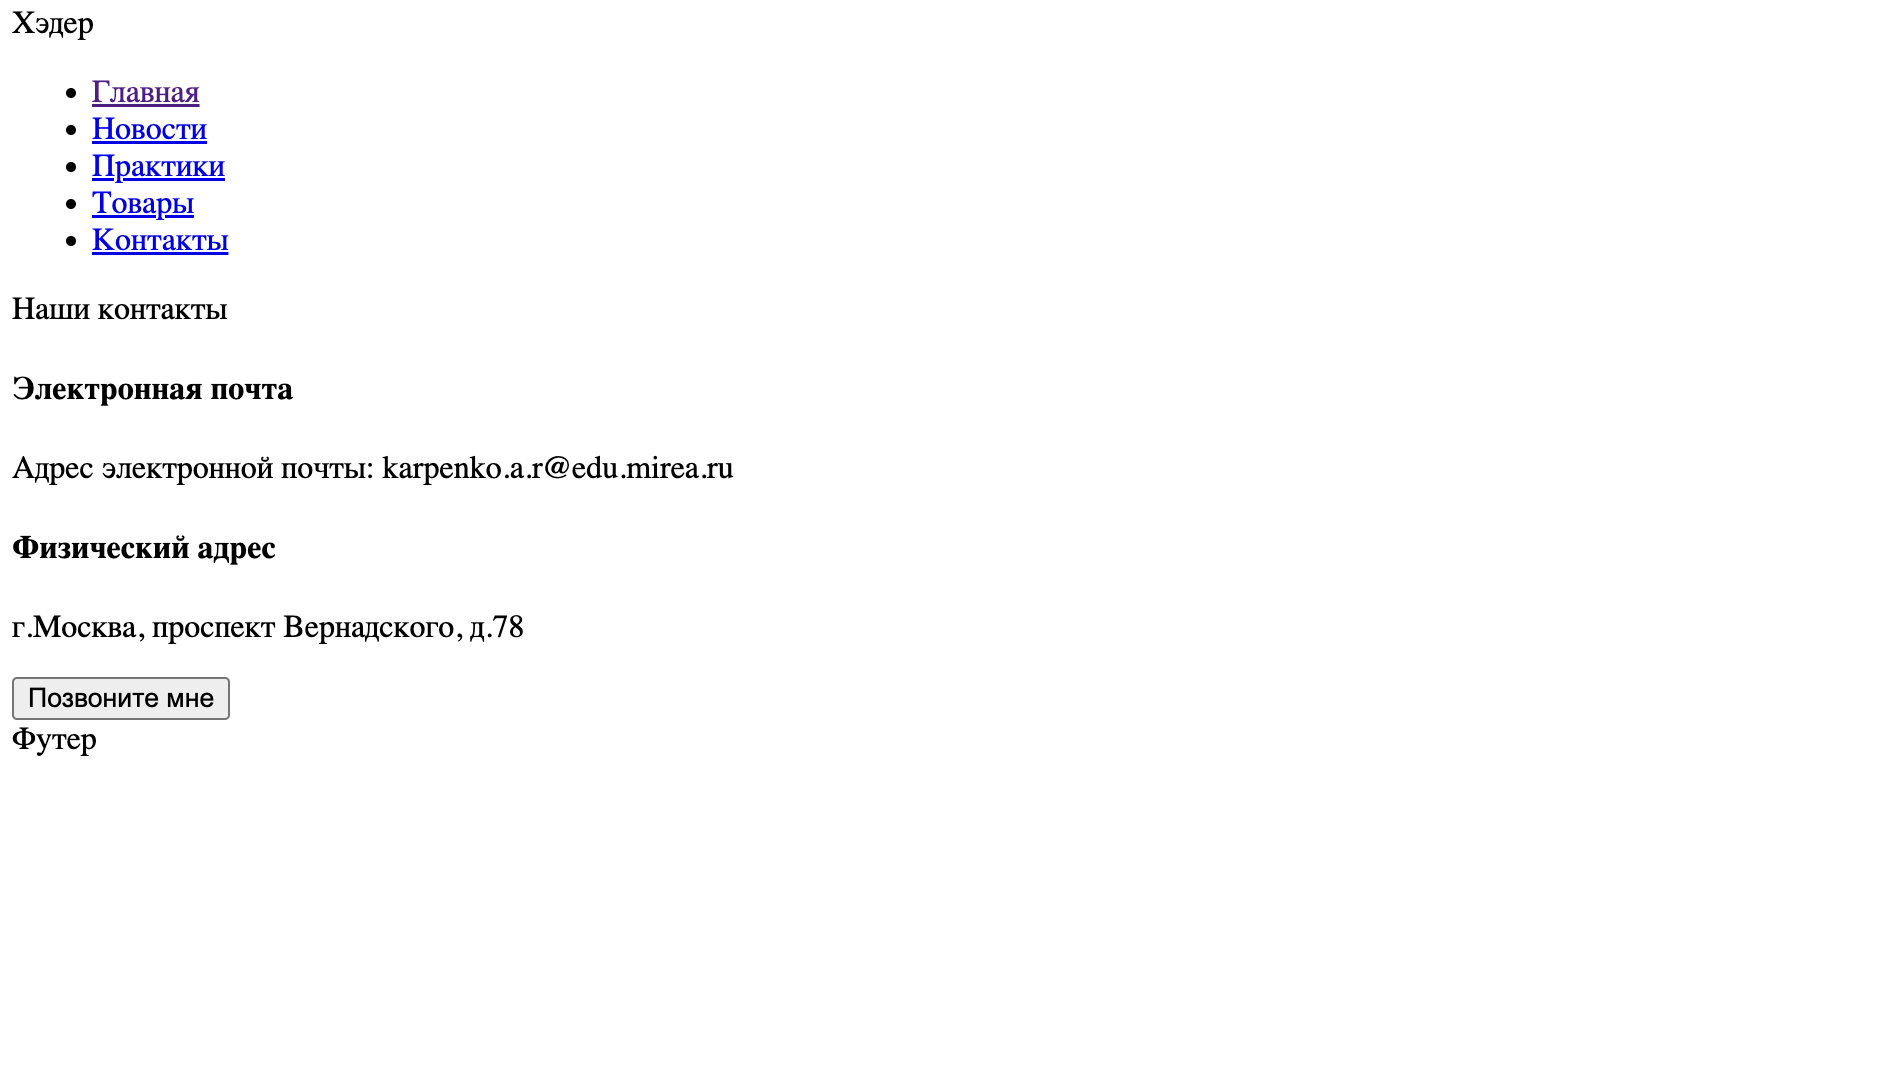 Хэдер
Главная
Новости
Практики
Товары
Контакты
Наши контакты
Электронная почта
Адрес электронной почты: karpenko.a.r@edu.mirea.ru
Физический адрес
г.Москва, проспект Вернадского, д.78
Позвоните мне
Футер